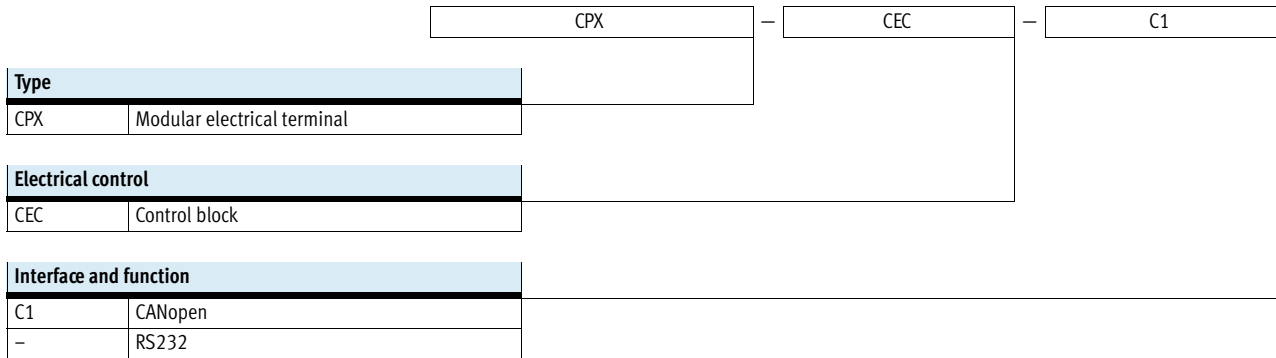 CPX – CEC – C1
Type
CPX Modular electrical terminal
Electrical control
CEC Control block
Interface and function
C1 CANopen
– RS232